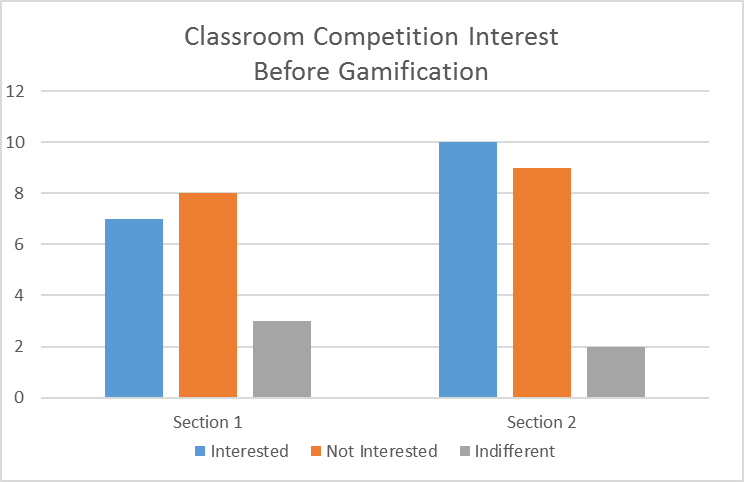 Classroom Competition Interest
Before Gamification
12
10
8
6
4
2
0
Section 1
Section 2
Interested
Not Interested
Indifferent